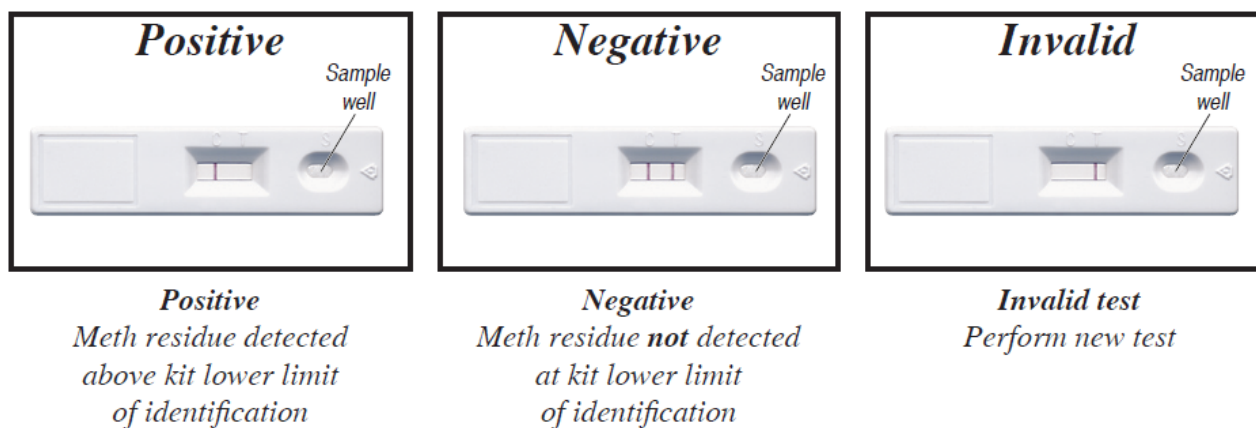 Positive
Sample
well
C T S
Positive
Meth residue detected
above kit lower limit
of identification
Negative
Sample
well
C T S
Negative
Meth residue not detected
at kit lower limit
of identification
Invalid
Sample
well
C T S
Invalid test
Perform new test